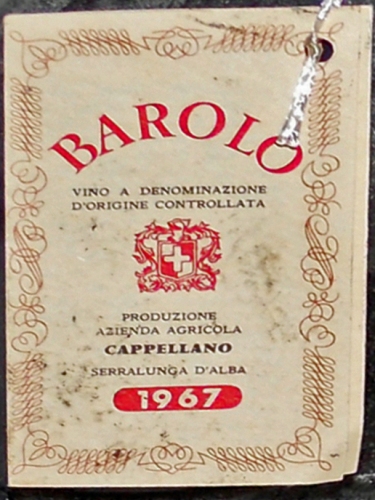 BAROLO
VINO A DENOMINAZIONE
D'ORIGINE CONTROLLATA
PRODUZIONE
AZIENDA AGRICOLA
CAPPELLANO
SERRALUNGA D'ALBA
1967